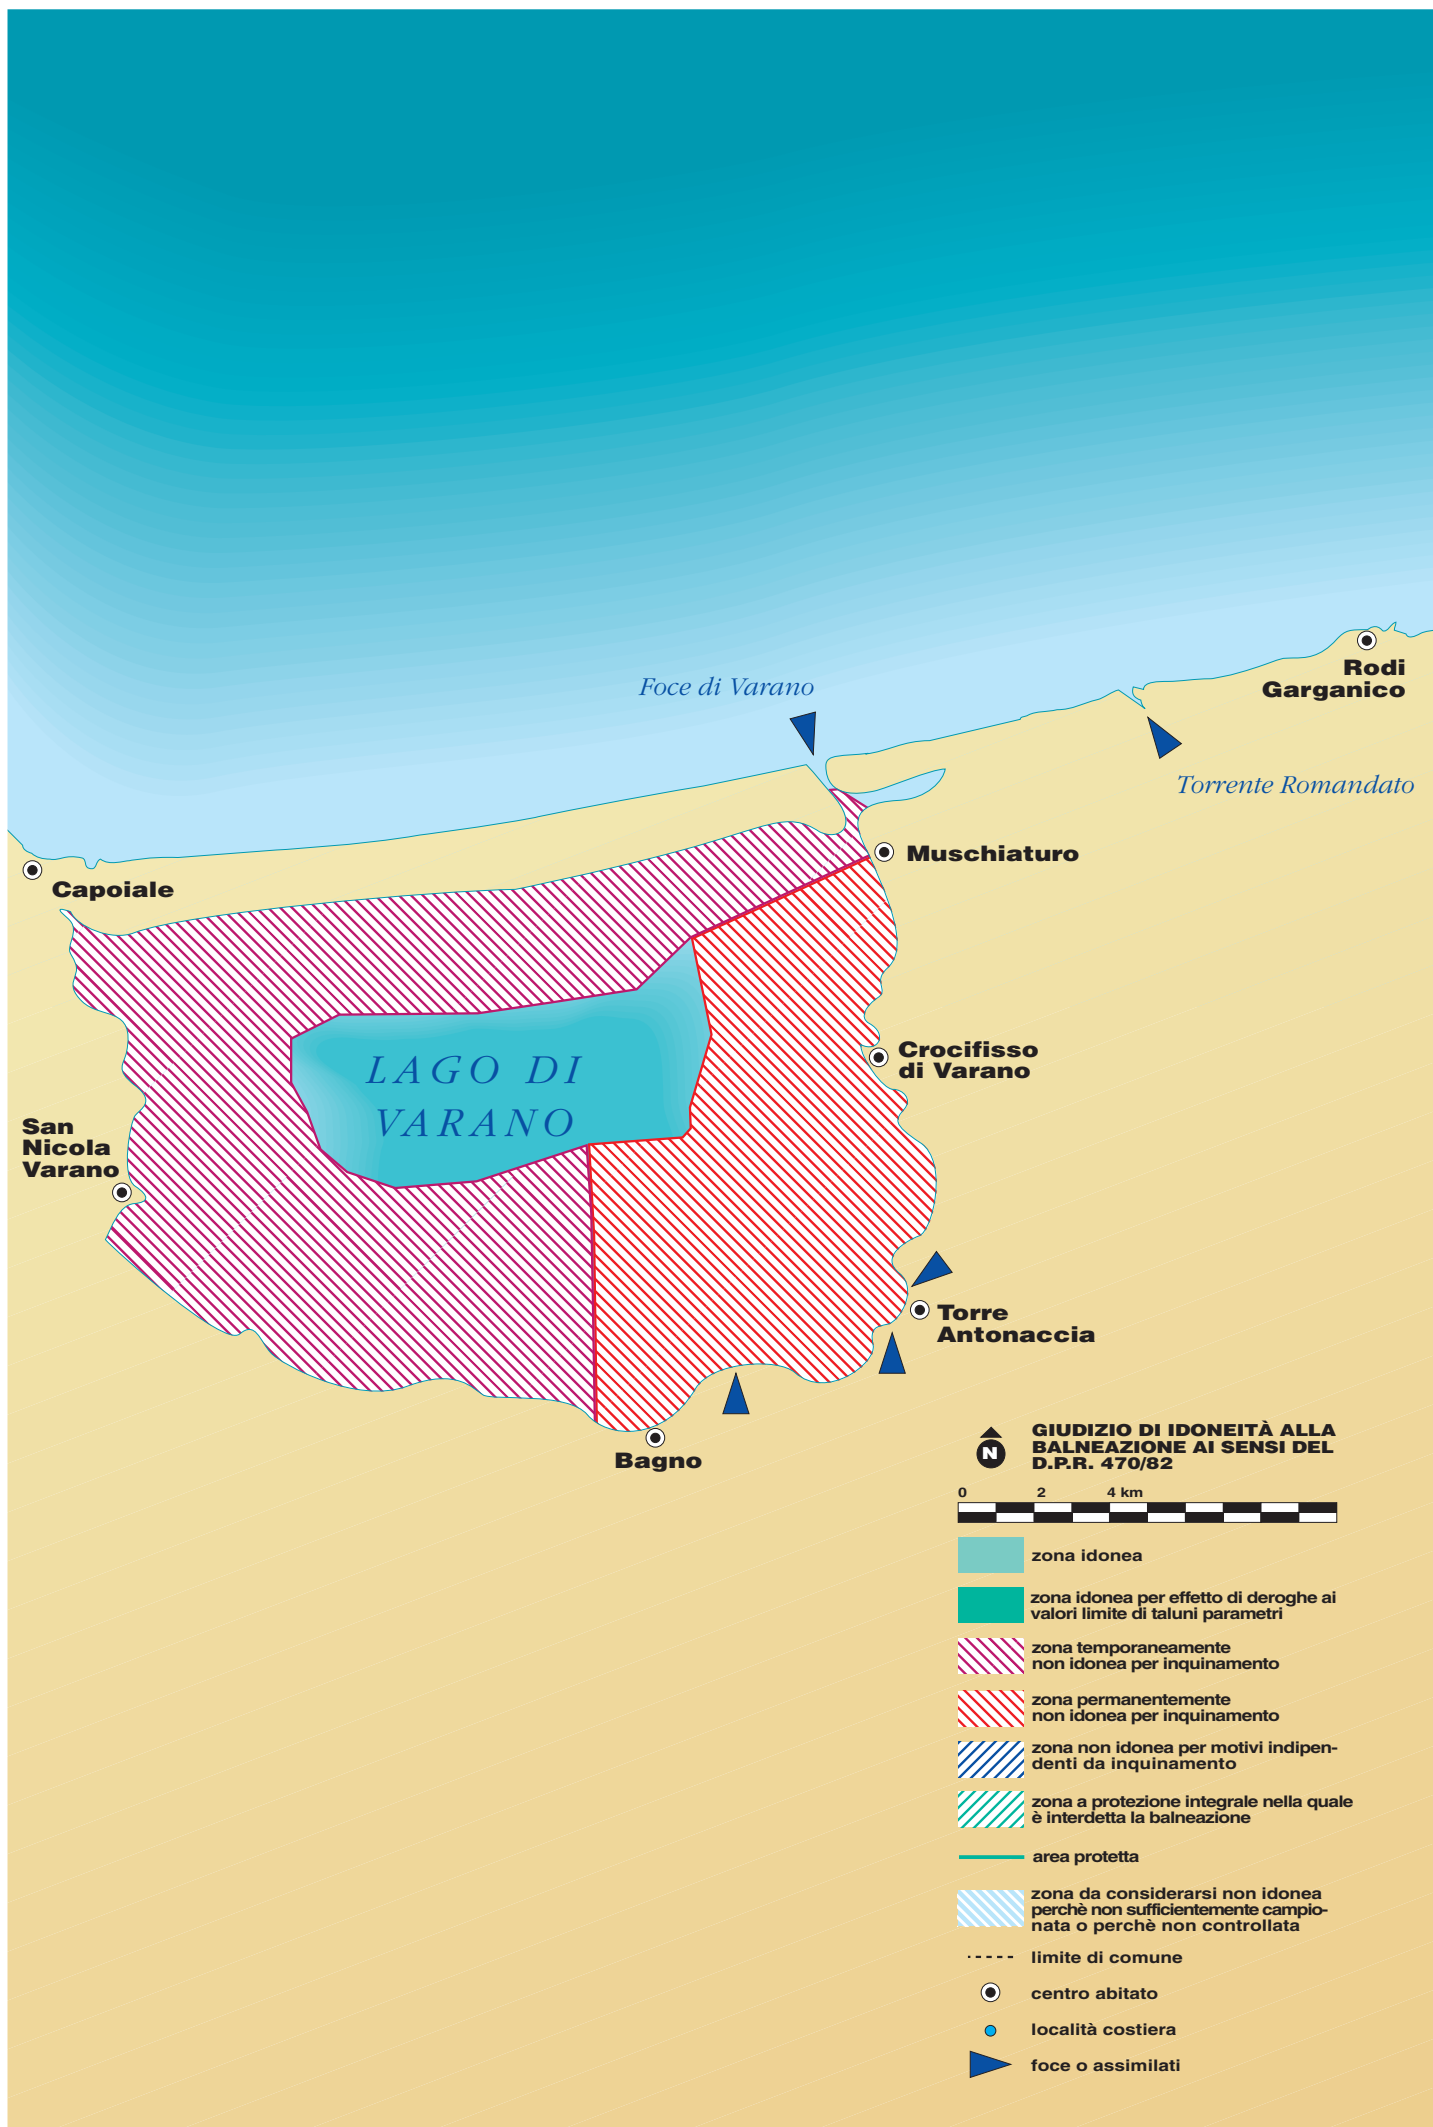 Foce di Varano
Rodi
Garganico
Torrente Romandato
Muschiaturo
Capoiale
Crocifisso
di Varano
LAGO DI
VARANO
San
Nicola
Varano
Torre
Antonaccia
Bagno
N
GIUDIZIO DI IDONEITÀ ALLA
BALNEAZIONE AI SENSI DEL
D.P.R. 470/82
0 2 4 km
zona idonea
zona idonea per effetto di deroghe ai
valori limite di taluni parametri
zona temporaneamente
non idonea per inquinamento
zona permanentemente
non idonea per inquinamento
zona non idonea per motivi indipen-
denti da inquinamento
zona a protezione integrale nella quale
è interdetta la balneazione
area protetta
zona da considerarsi non idonea
perchè non sufficientemente campio-
nata o perchè non controllata
limite di comune
centro abitato
località costiera
foce o assimilati